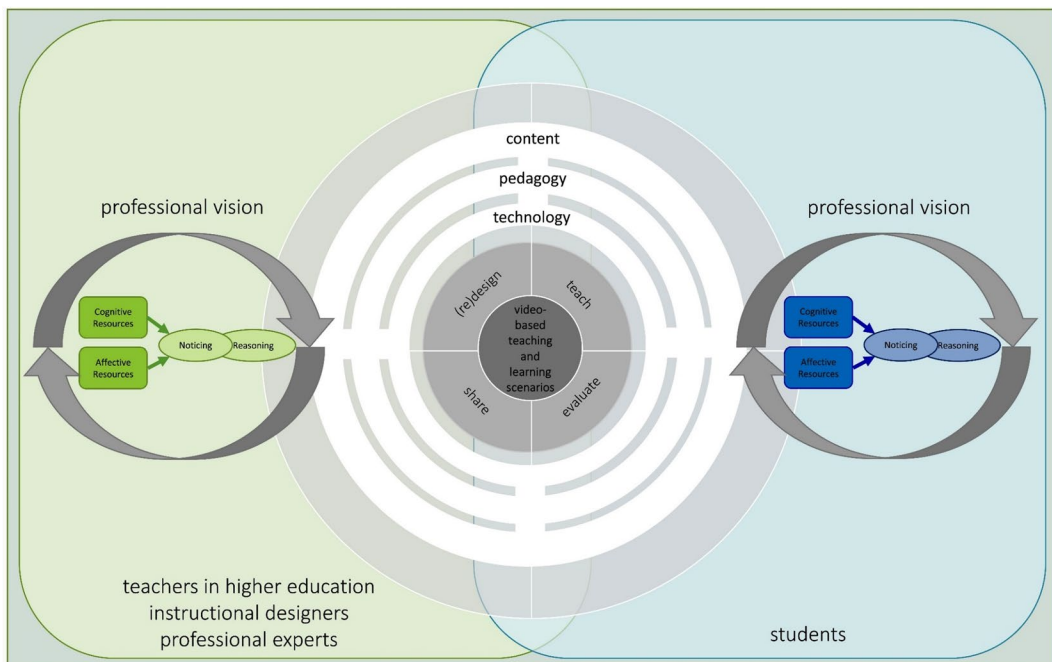 content
pedagogy
technology
professional vision
Cognitive
Resources
Affective
Resources
Noticing
Reasoning
(re)design
teach
share
evaluate
video-
based
teaching
and
learning
scenarios
professional vision
Cognitive
Resources
Affective
Resources
Noticing
Reasoning
teachers in higher education
instructional designers
professional experts
students